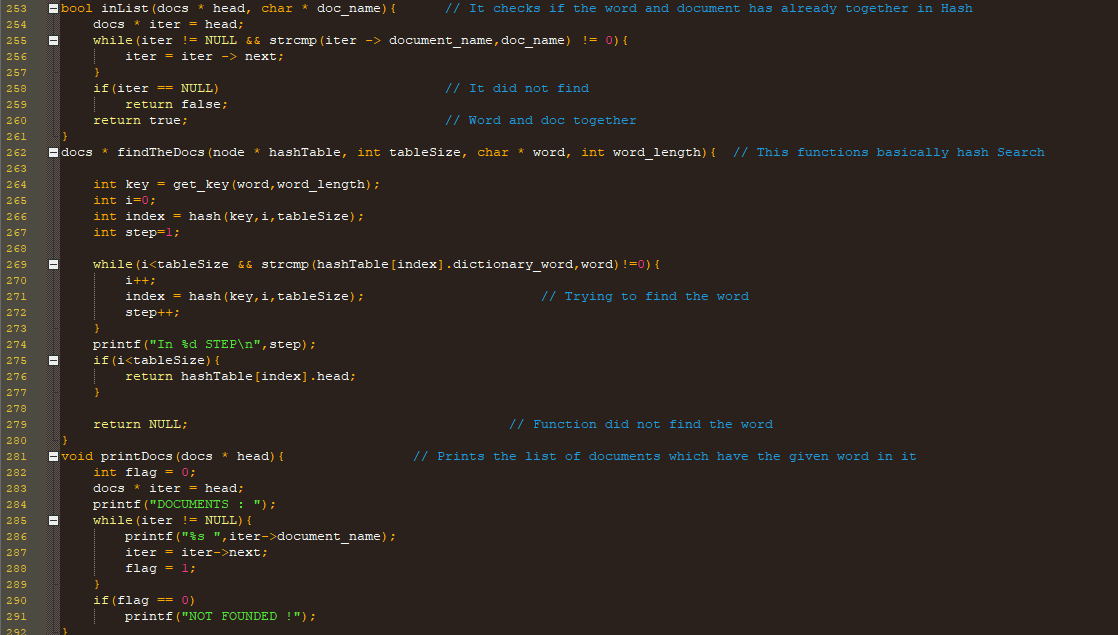 253 bool inList(docs * head, char * doc_name){ // It checks if the word and document has already together in Hash
254 docs * iter = head;
255 while(iter != NULL && strcmp(iter -> document_name,doc_name) != 0){
256 iter = iter -> next;
257 }
258 if(iter == NULL) // It did not find
259 return false;
260 return true; // Word and doc together
261 }
262 docs * findTheDocs(node * hashTable, int tableSize, char * word, int word_length){ // This functions basically hash Search
263
264 int key = get_key(word,word_length);
265 int i=0;
266 int index = hash(key,i,tableSize);
267 int step=1;
268
269 while(i<tableSize && strcmp(hashTable[index].dictionary_word,word)!=0){
270 i++;
271 index = hash(key,i,tableSize); // Trying to find the word
272 step++;
273 }
274 printf("In %d STEP\n",step);
275 if(i<tableSize){
276 return hashTable[index].head;
277 }
278
279 return NULL; // Function did not find the word
280 }
281 void printDocs(docs * head){ // Prints the list of documents which have the given word in it
282 int flag = 0;
283 docs * iter = head;
284 printf("DOCUMENTS : ");
285 while(iter != NULL){
286 printf("%s ",iter->document_name);
287 iter = iter->next;
288 flag = 1;
289 }
290 if(flag == 0)
291 printf("NOT FOUNDED !");
292 }